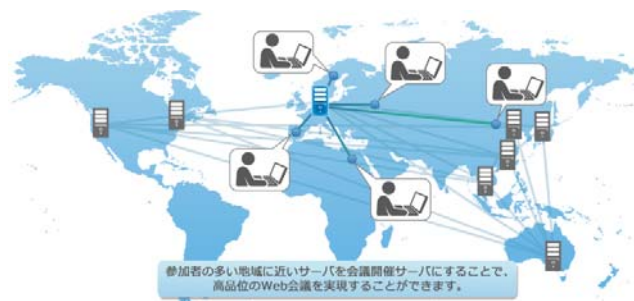 参加者の多い地域に近いサーバを会議開催サーバにすることで、
高品位のWeb会議を実現することができます。